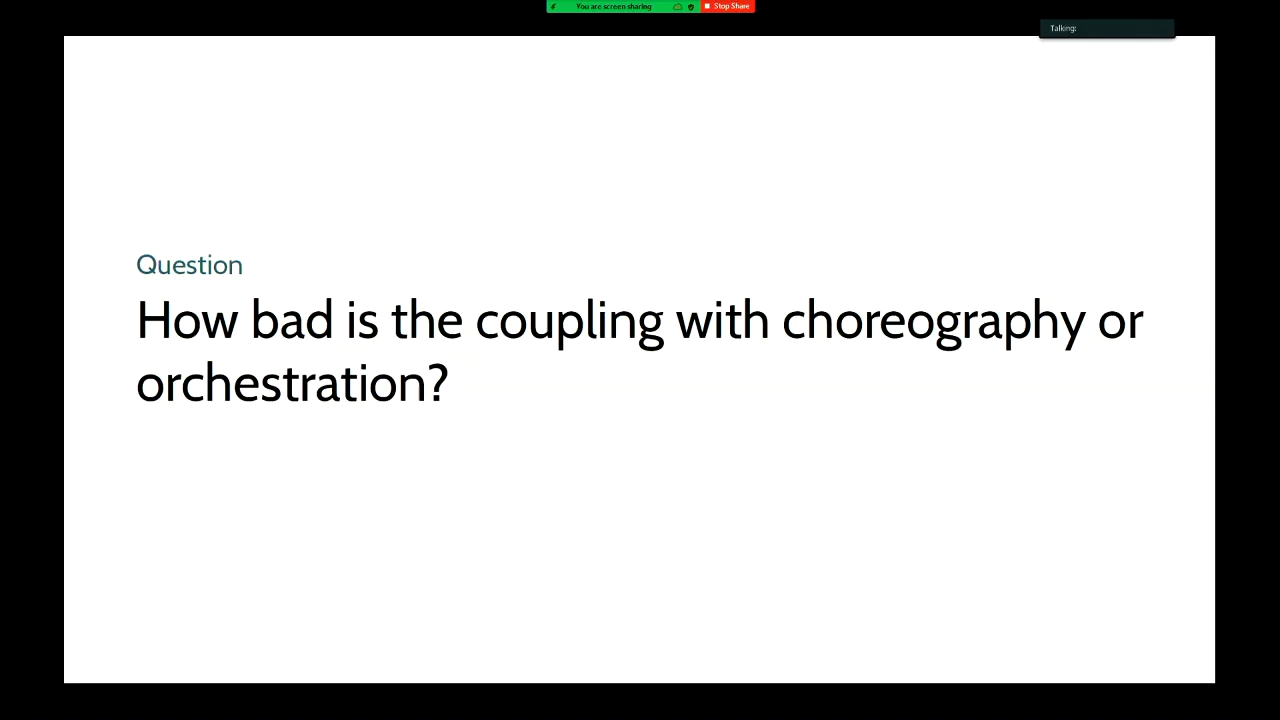 You are screen sharing
Stop Share
Talking:
Question
How bad is the coupling with choreography or
orchestration?